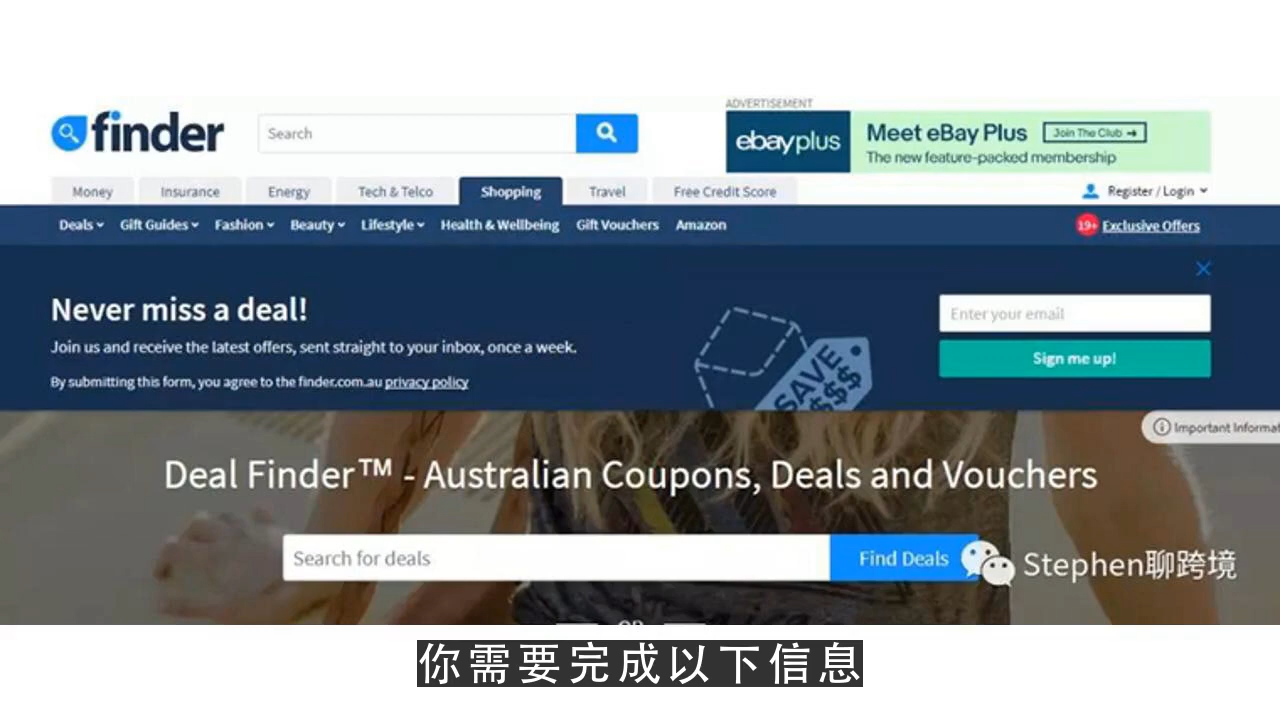 ADVERTISEMENT
finder
Search
ebayplus
Meet eBay Plus
Join The Club →
The new feature-packed membership
Money
Insurance
Energy
Tech & Telco
Shopping
Travel
Free Credit Score
Register / Login
Deals
Gift Guides
Fashion
Beauty
Lifestyle
Health & Wellbeing
Gift Vouchers
Amazon
19+ Exclusive Offers
Never miss a deal!
Join us and receive the latest offers, sent straight to your inbox, once a week.
By submitting this form, you agree to the finder.com.au privacy policy
SAVE
$$$
$$$
Enter your email
Sign me up!
Important Informat
Deal Finder™ - Australian Coupons, Deals and Vouchers
Search for deals
Find Deals
Stephen聊跨境
OR
你需要完成以下信息